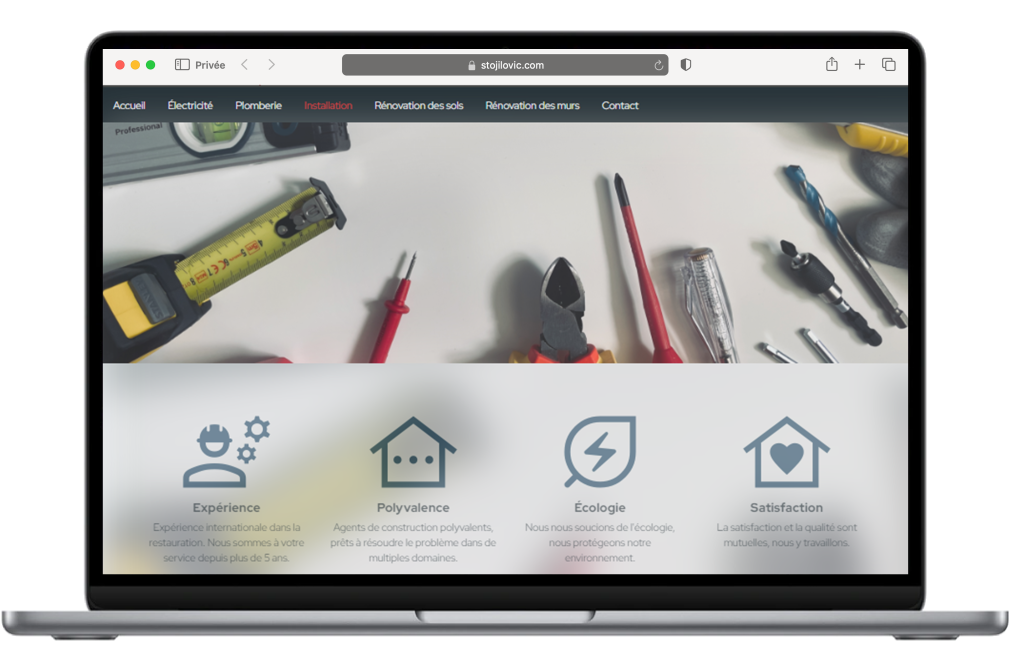 Privée
stojilovic.com
Accueil Électricité Plomberie Installation Rénovation des sols Rénovation des murs Contact
Professional
Expérience
Expérience internationale dans la
restauration. Nous sommes à votre
service depuis plus de 5 ans.
Polyvalence
Agents de construction polyvalents,
prêts à résoudre le problème dans de
multiples domaines.
Écologie
Nous nous soucions de l'écologie,
nous protégeons notre
environnement.
Satisfaction
La satisfaction et la qualité sont
mutuelles, nous y travaillons.